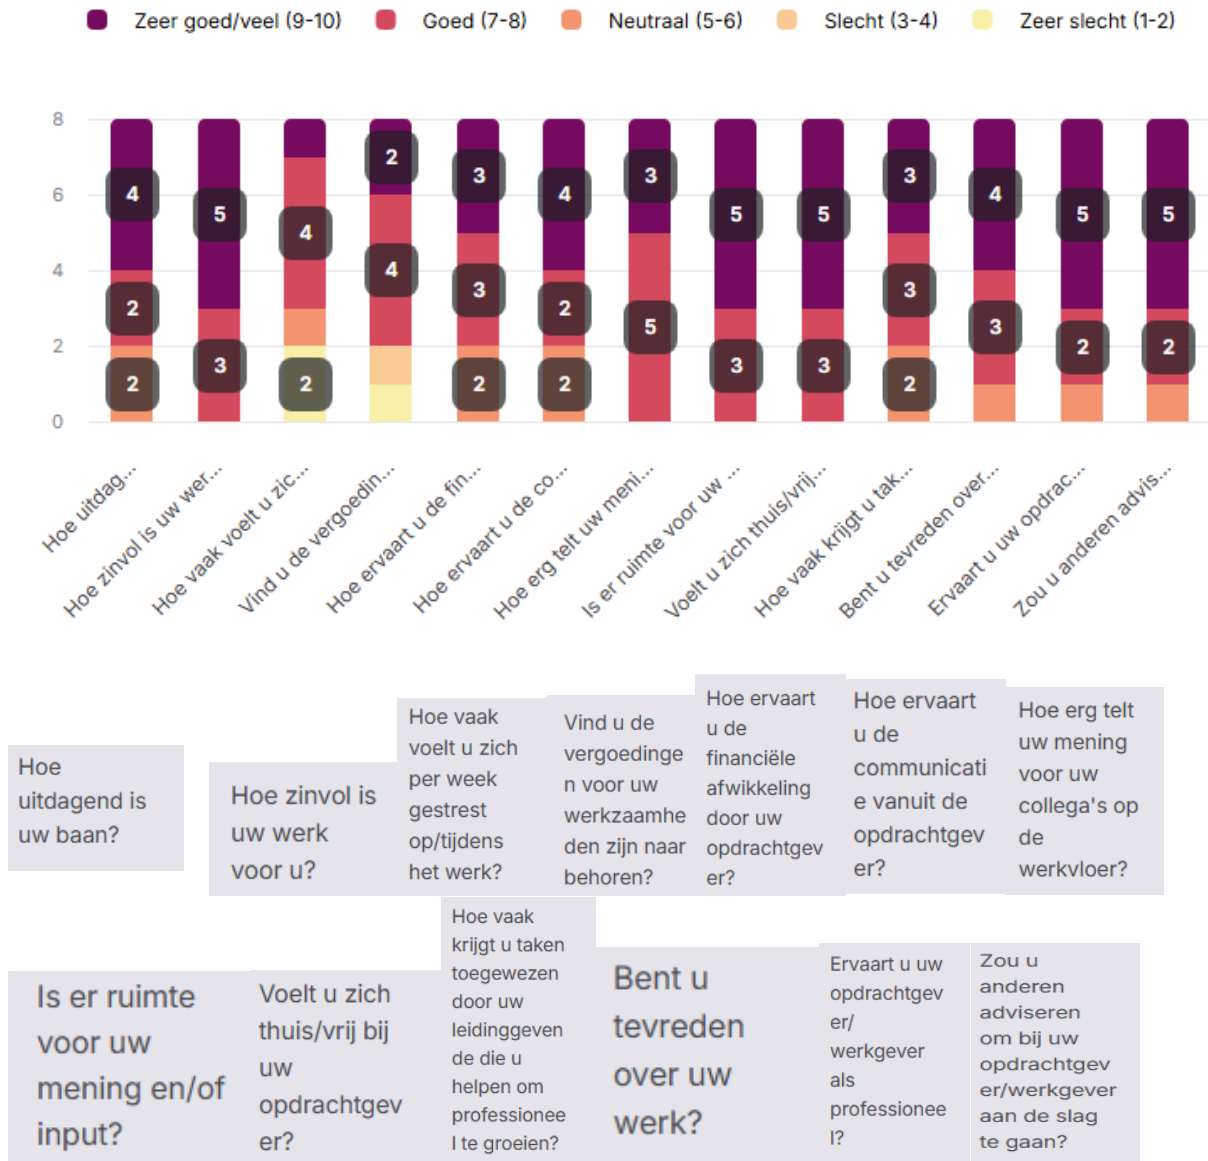 Zeer goed/veel (9-10) Goed (7-8) Neutraal (5-6) Slecht (3-4) Zeer slecht (1-2)
8
6
4
2
0
4 2 2
5 3
4 2
2 4
3 3 2
4 2 2
3 5
5 3
5 3
3 3 2
4 3
5 2
5 2
Hoe uitdag...
Hoe zinvol is uw wer...
Hoe vaak voelt u zic...
Vind u de vergoedin...
Hoe ervaart u de fin...
Hoe ervaart u de co...
Hoe erg telt uw meni...
Is er ruimte voor uw ...
Voelt u zich thuis/vrij...
Hoe vaak krijgt u tak...
Bent u tevreden over...
Ervaart u uw opdrac...
Zou u anderen advis...
Hoe
uitdagend is
uw baan?
Hoe zinvol is
uw werk
voor u?
Hoe vaak
voelt u zich
per week
gestrest
op/tijdens
het werk?
Vind u de
vergoedinge
n voor uw
werkzaamhe
den zijn naar
behoren?
Hoe ervaart
u de
financiële
afwikkeling
door uw
opdrachtgev
er?
Hoe ervaart
u de
communicati
e vanuit de
opdrachtgev
er?
Hoe erg telt
uw mening
voor uw
collega's op
de
werkvloer?
Is er ruimte
voor uw
mening en/of
input?
Voelt u zich
thuis/vrij bij
uw
opdrachtgev
er?
Hoe vaak
krijgt u taken
toegewezen
door uw
leidinggeven
de die u
helpen om
professionee
l te groeien?
Bent u
tevreden
over uw
werk?
Ervaart u uw
opdrachtgev
er/
werkgever
als
professionee
l?
Zou u
anderen
adviseren
om bij uw
opdrachtgev
er/werkgever
aan de slag
te gaan?